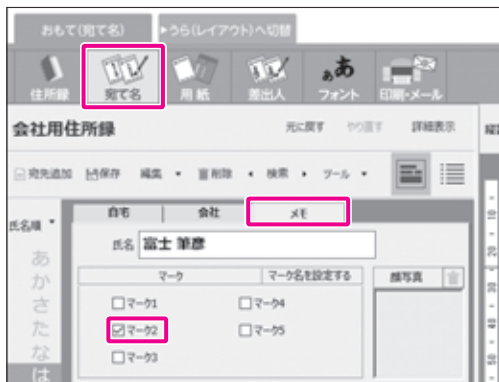 おもて(宛て名) ▶うら(レイアウト)へ切替
住所録 宛て名 用紙 差出人 フォント 印刷・メール
会社用住所録 元に戻す やり直す 詳細表示
宛先追加 保存 編集 削除 検索 ツール
氏名順 自宅 会社 メモ
氏名 富士 筆彦
マーク マーク名を設定する 顔写真
マーク1 マーク4
マーク2 マーク5
マーク3
あ
か
さ
た
な
は